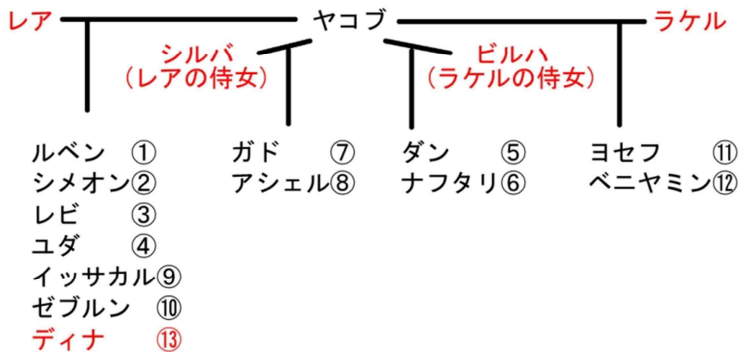 レア ヤコブ ラケル
シルバ
(レアの侍女)
ビルハ
(ラケルの侍女)
ルベン ①
シメオン②
レビ ③
ユダ ④
イッサカル⑨
ゼブルン ⑩
ディナ ⑬
ガド ⑦
アシェル⑧
ダン ⑤
ナフタリ⑥
ヨセフ ⑪
ベニヤミン⑫